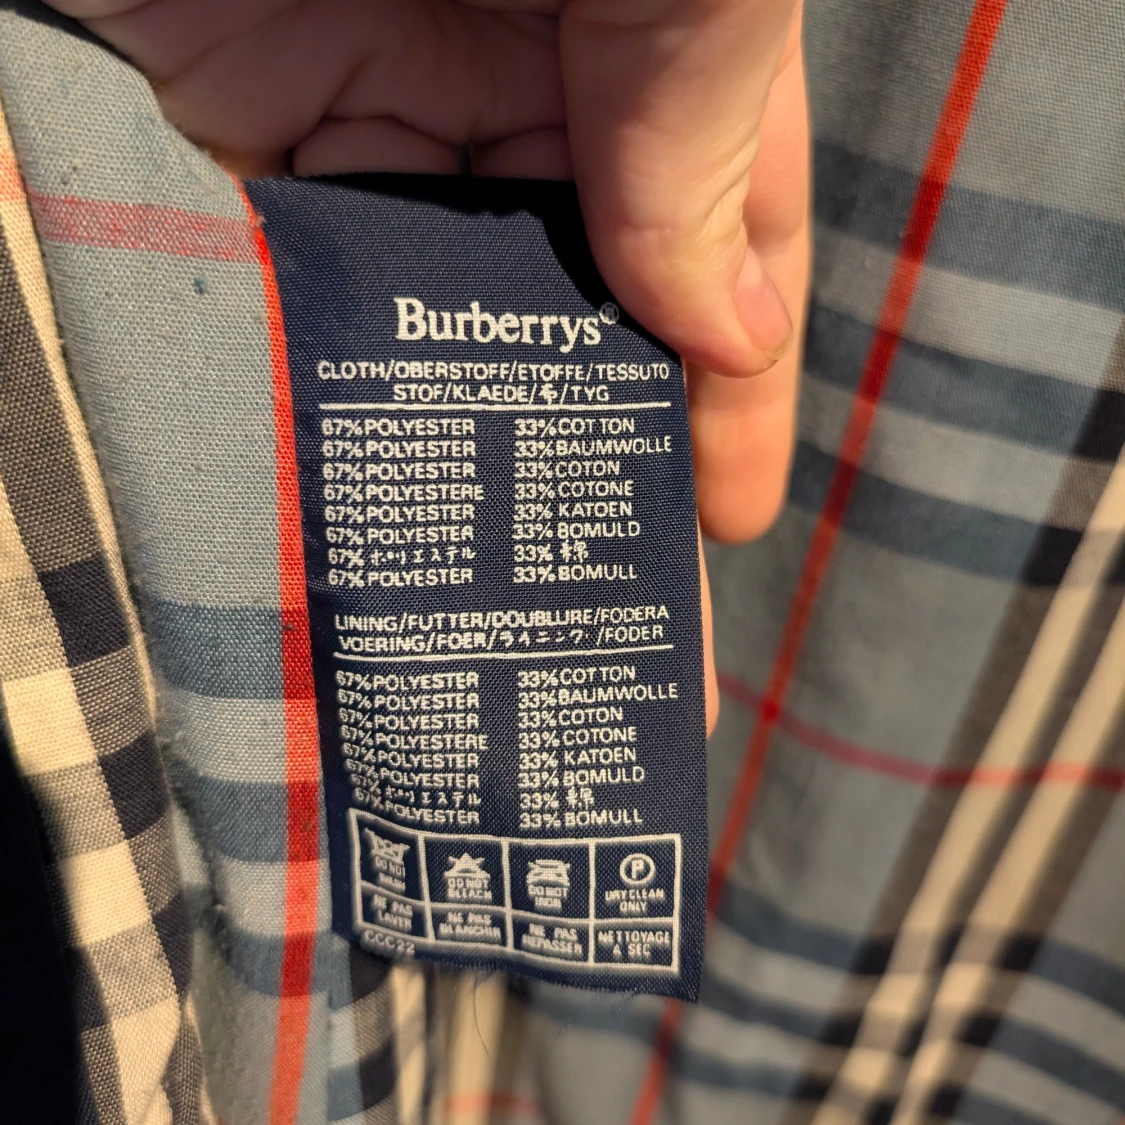 Burberrys®
CLOTH/OBERSTOFF/ETOFFE/TESSUTO
STOF/KLAEDE/布/TYG
67%POLYESTER 33%COTTON
67%POLYESTER 33%BAUMWOLLE
67%POLYESTER 33%COTON
67%POLYESTERE 33%COTONE
67%POLYESTER 33%KATOEN
67%POLYESTER 33%BOMULD
67%ポリエステル 33%綿
67%POLYESTER 33%BOMULL
LINING/FUTTER/DOUBLURE/FODERA
VOERING/FOER/ライニング/FODER
67%POLYESTER 33%COTTON
67%POLYESTER 33%BAUMWOLLE
67%POLYESTER 33%COTON
67%POLYESTERE 33%COTONE
67%POLYESTER 33%KATOEN
67%POLYESTER 33%BOMULD
67%ポリエステル 33%綿
67%POLYESTER 33%BOMULL
P
DO NOT WASH DO NOT BLEACH DO NOT IRON DRY CLEAN ONLY
NE PAS LAVER NE PAS BLANCHIR NE PAS REPASSER NETTOYAGE A SEC
CCC22